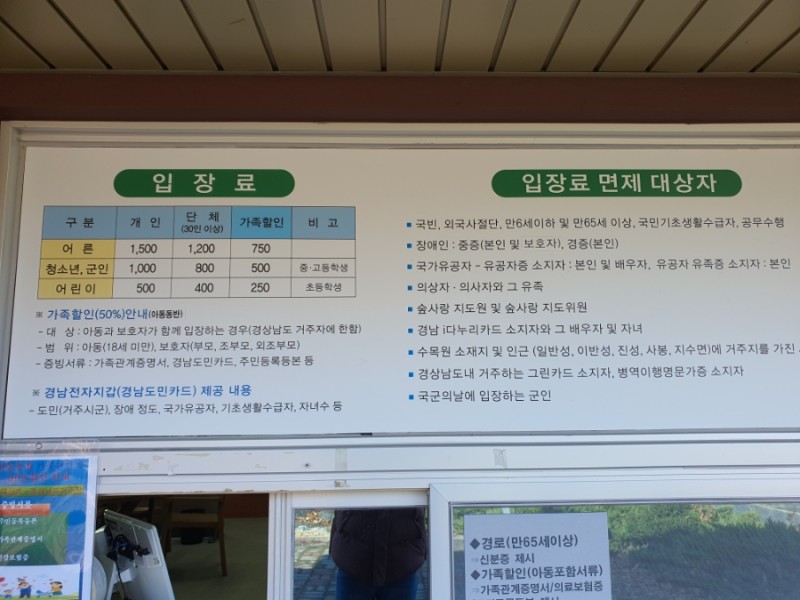 입 장 료
구 분 개 인 단 체 (30인 이상) 가족할인 비 고
어 른 1,500 1,200 750
청소년, 군인 1,000 800 500 중·고등학생
어 린 이 500 400 250 초등학생
※ 가족할인(50%)안내(아동동반)
- 대 상 : 아동과 보호자가 함께 입장하는 경우(경상남도 거주자에 한함)
- 범 위 : 아동(18세 미만), 보호자(부모, 조부모, 외조부모)
- 증빙서류 : 가족관계증명서, 경남도민카드, 주민등록등본 등
※ 경남전자지갑(경남도민카드) 제공 내용
- 도민(거주시군), 장애 정도, 국가유공자, 기초생활수급자, 자녀수 등
입장료 면제 대상자
▪ 국빈, 외국사절단, 만6세이하 및 만65세 이상, 국민기초생활수급자, 공무수행
▪ 장애인 : 중증(본인 및 보호자), 경증(본인)
▪ 국가유공자 - 유공자증 소지자 : 본인 및 배우자, 유공자 유족증 소지자 : 본인
▪ 의상자 · 의사자와 그 유족
▪ 숲사랑 지도원 및 숲사랑 지도위원
▪ 경남 i다누리카드 소지자와 그 배우자 및 자녀
▪ 수목원 소재지 및 인근 (일반성, 이반성, 진성, 사봉, 지수면)에 거주지를 가진
▪ 경상남도내 거주하는 그린카드 소지자, 병역이행명문가증 소지자
▪ 국군의날에 입장하는 군인
◆경로(만65세이상)
⇨신분증 제시
◆가족할인(아동포함서류)
⇨가족관계증명서/의료보험증